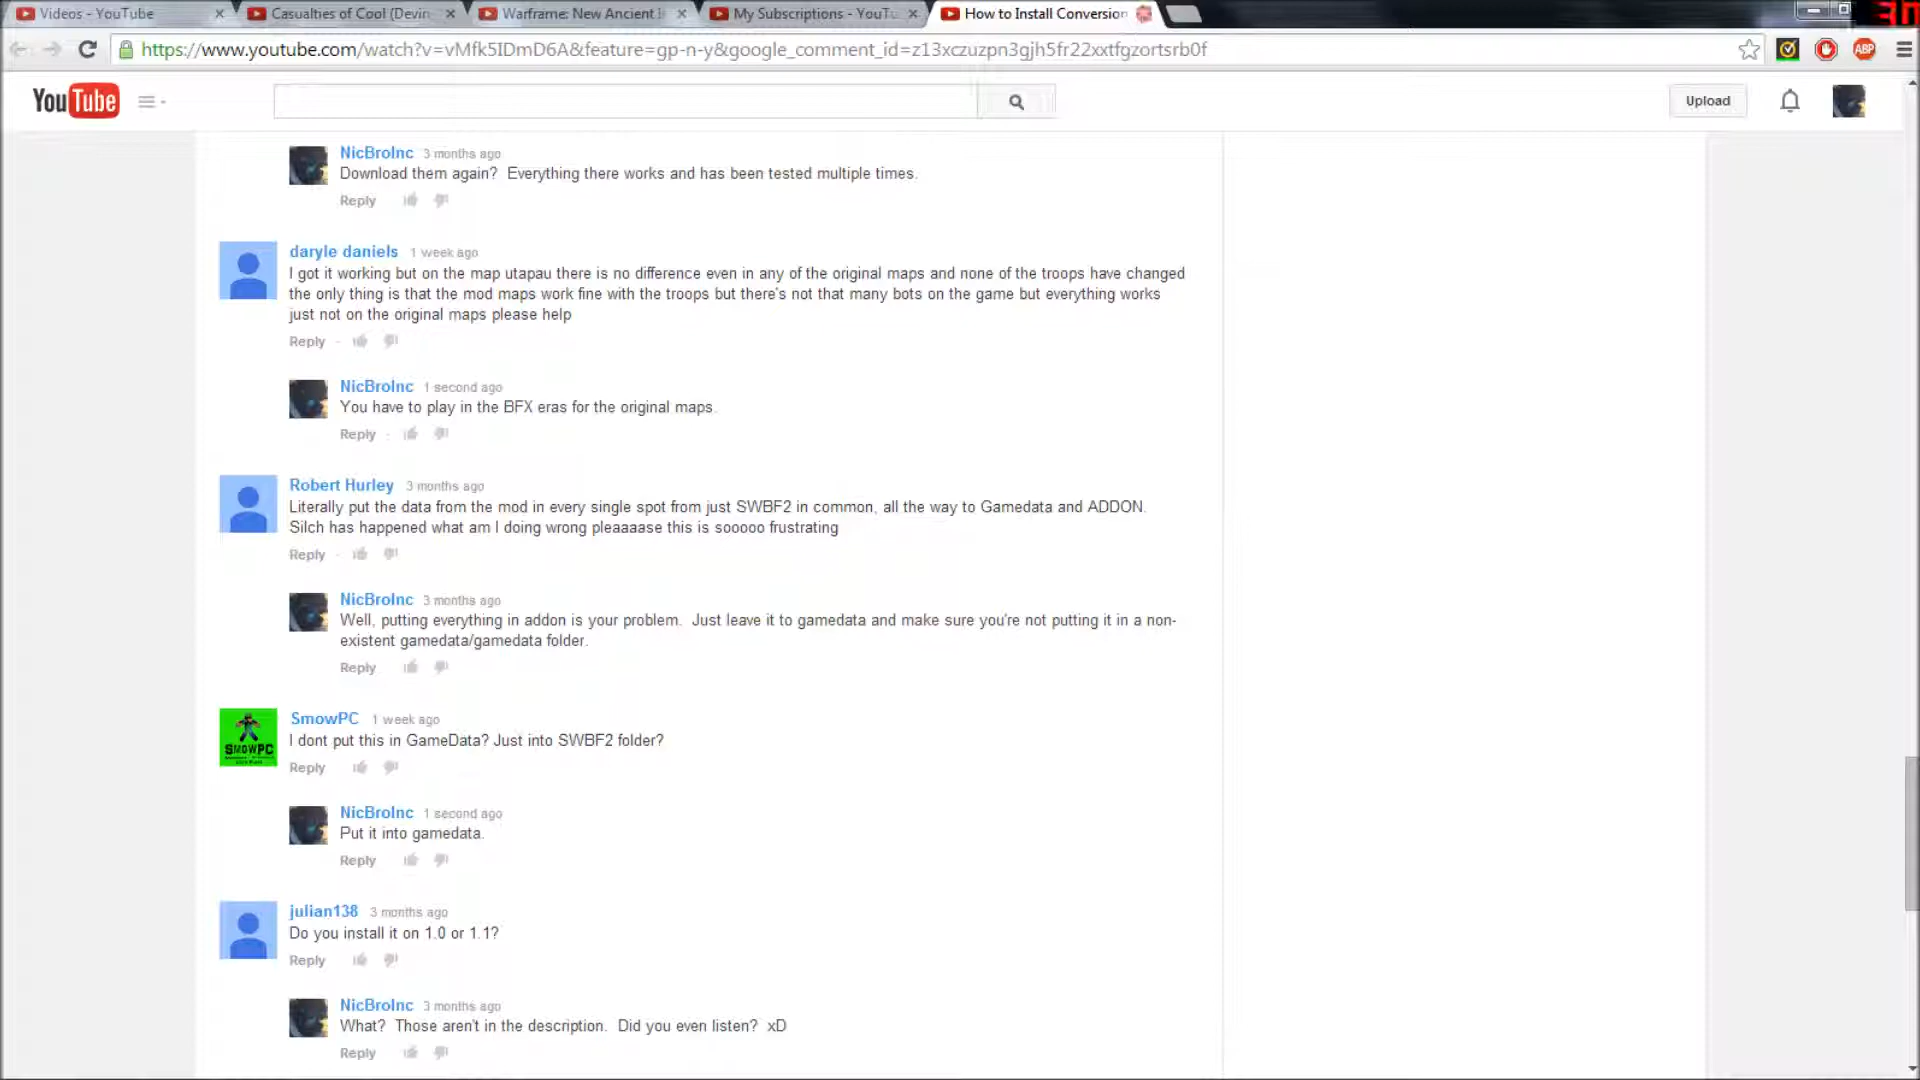 Videos - YouTube
Casualties of Cool (Devin
Warframe: New Ancient
My Subscriptions - YouTu
How to Install Conversion
https://www.youtube.com/watch?v=vMfk5IDmD6A&feature=gp-n-y&google_comment_id=z13xczuzpn3gjh5fr22xxtfgzortsrb0f
ABP
YouTube
Upload
NicBroInc 3 months ago
Download them again?  Everything there works and has been tested multiple times.
Reply
daryle daniels 1 week ago
I got it working but on the map utapau there is no difference even in any of the original maps and none of the troops have changed
the only thing is that the mod maps work fine with the troops but there's not that many bots on the game but everything works
just not on the original maps please help
Reply
NicBroInc 1 second ago
You have to play in the BFX eras for the original maps.
Reply
Robert Hurley 3 months ago
Literally put the data from the mod in every single spot from just SWBF2 in common, all the way to Gamedata and ADDON.
Silch has happened what am I doing wrong pleaaaase this is sooooo frustrating
Reply
NicBroInc 3 months ago
Well, putting everything in addon is your problem.  Just leave it to gamedata and make sure you're not putting it in a non-
existent gamedata/gamedata folder.
Reply
SMOWPC
SmowPC 1 week ago
I dont put this in GameData? Just into SWBF2 folder?
Reply
NicBroInc 1 second ago
Put it into gamedata.
Reply
julian138 3 months ago
Do you install it on 1.0 or 1.1?
Reply
NicBroInc 3 months ago
What?  Those aren't in the description.  Did you even listen?  xD
Reply